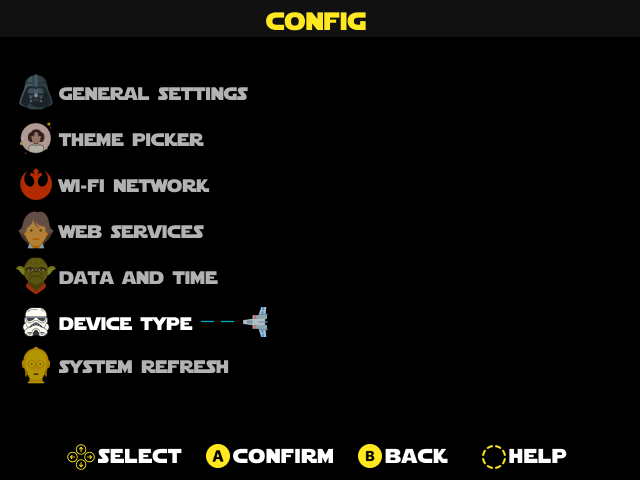 CONFIG
GENERAL SETTINGS
THEME PICKER
WI-FI NETWORK
WEB SERVICES
DATA AND TIME
DEVICE TYPE
SYSTEM REFRESH
SELECT A CONFIRM B BACK HELP